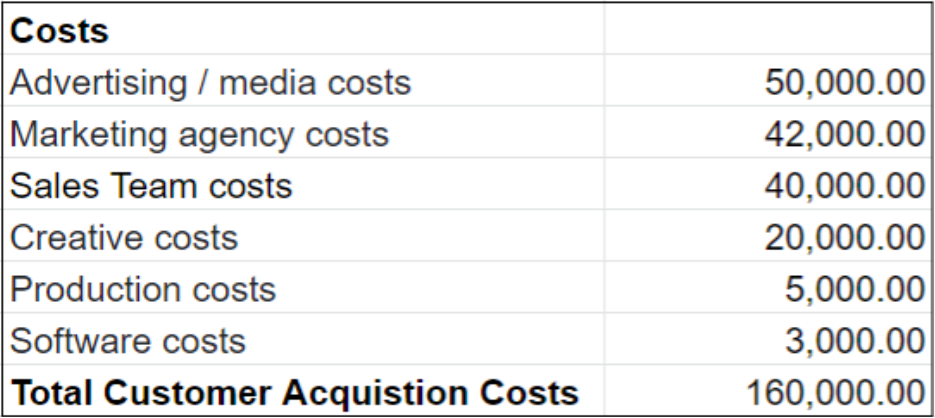 Costs
Advertising / media costs 50,000.00
Marketing agency costs 42,000.00
Sales Team costs 40,000.00
Creative costs 20,000.00
Production costs 5,000.00
Software costs 3,000.00
Total Customer Acquistion Costs 160,000.00